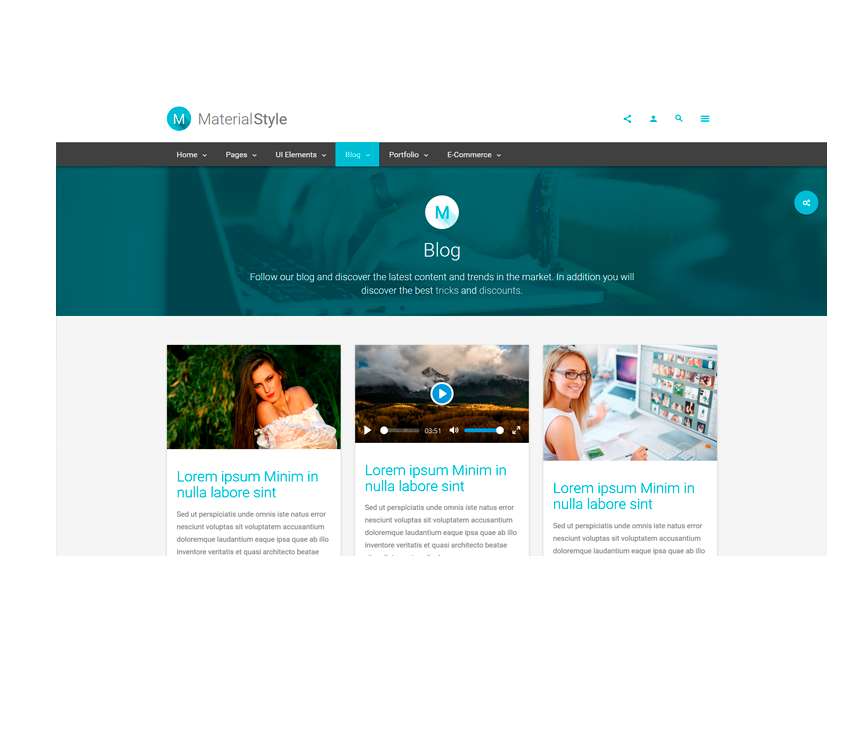 M MaterialStyle
Home Pages UI Elements Blog Portfolio E-Commerce
M
Blog
Follow our blog and discover the latest content and trends in the market. In addition you will
discover the best tricks and discounts.
Lorem ipsum Minim in
nulla labore sint
Sed ut perspiciatis unde omnis iste natus error
nesciunt voluptas sit voluptatem accusantium
doloremque laudantium eaque ipsa quae ab illo
inventore veritatis et quasi architecto beatae
03:51
Lorem ipsum Minim in
nulla labore sint
Sed ut perspiciatis unde omnis iste natus error
nesciunt voluptas sit voluptatem accusantium
doloremque laudantium eaque ipsa quae ab illo
inventore veritatis et quasi architecto beatae
Lorem ipsum Minim in
nulla labore sint
Sed ut perspiciatis unde omnis iste natus error
nesciunt voluptas sit voluptatem accusantium
doloremque laudantium eaque ipsa quae ab illo